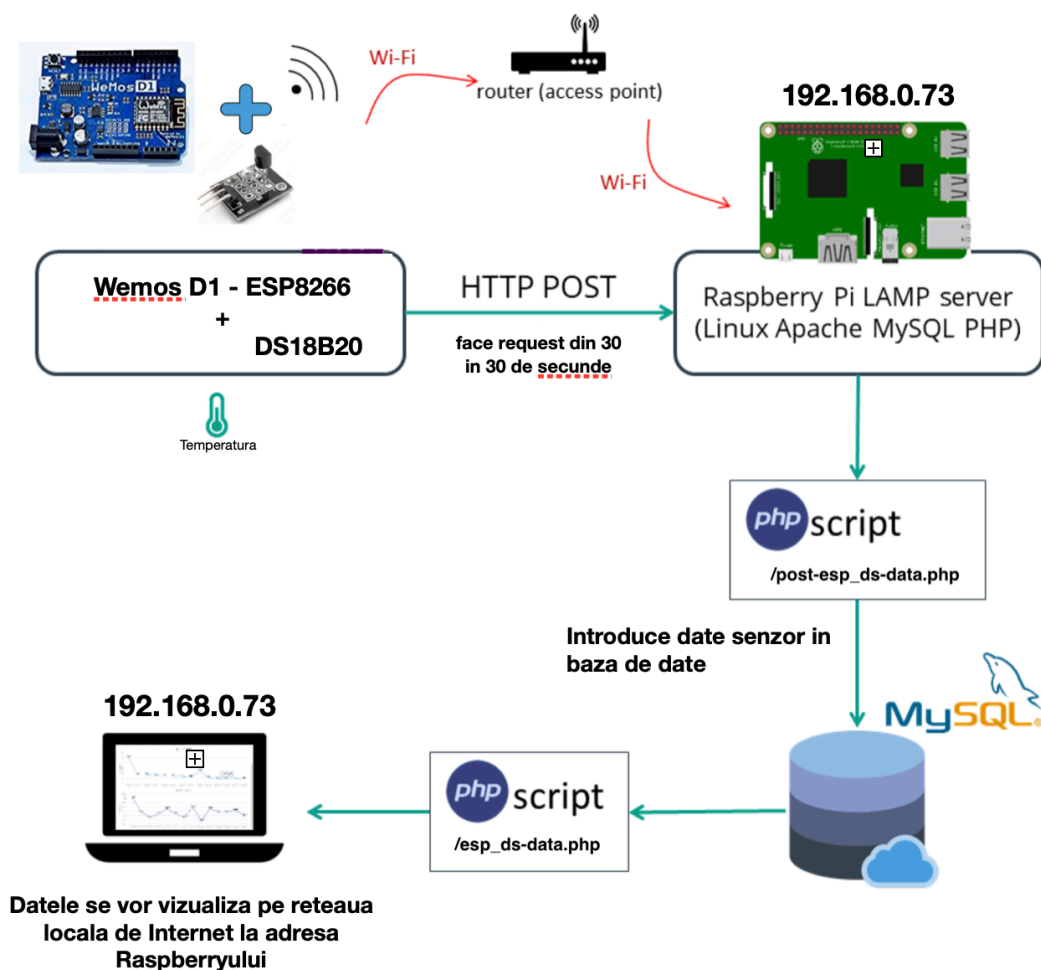 WeMos D1
Wi-Fi
router (access point)
192.168.0.73
Wi-Fi
Wemos D1 - ESP8266
+
DS18B20
HTTP POST
face request din 30
in 30 de secunde
Raspberry Pi LAMP server
(Linux Apache MySQL PHP)
Temperatura
php script
/post-esp_ds-data.php
Introduce date senzor in
baza de date
MySQL®
192.168.0.73
php script
/esp_ds-data.php
Datele se vor vizualiza pe reteaua
locala de Internet la adresa
Raspberryului